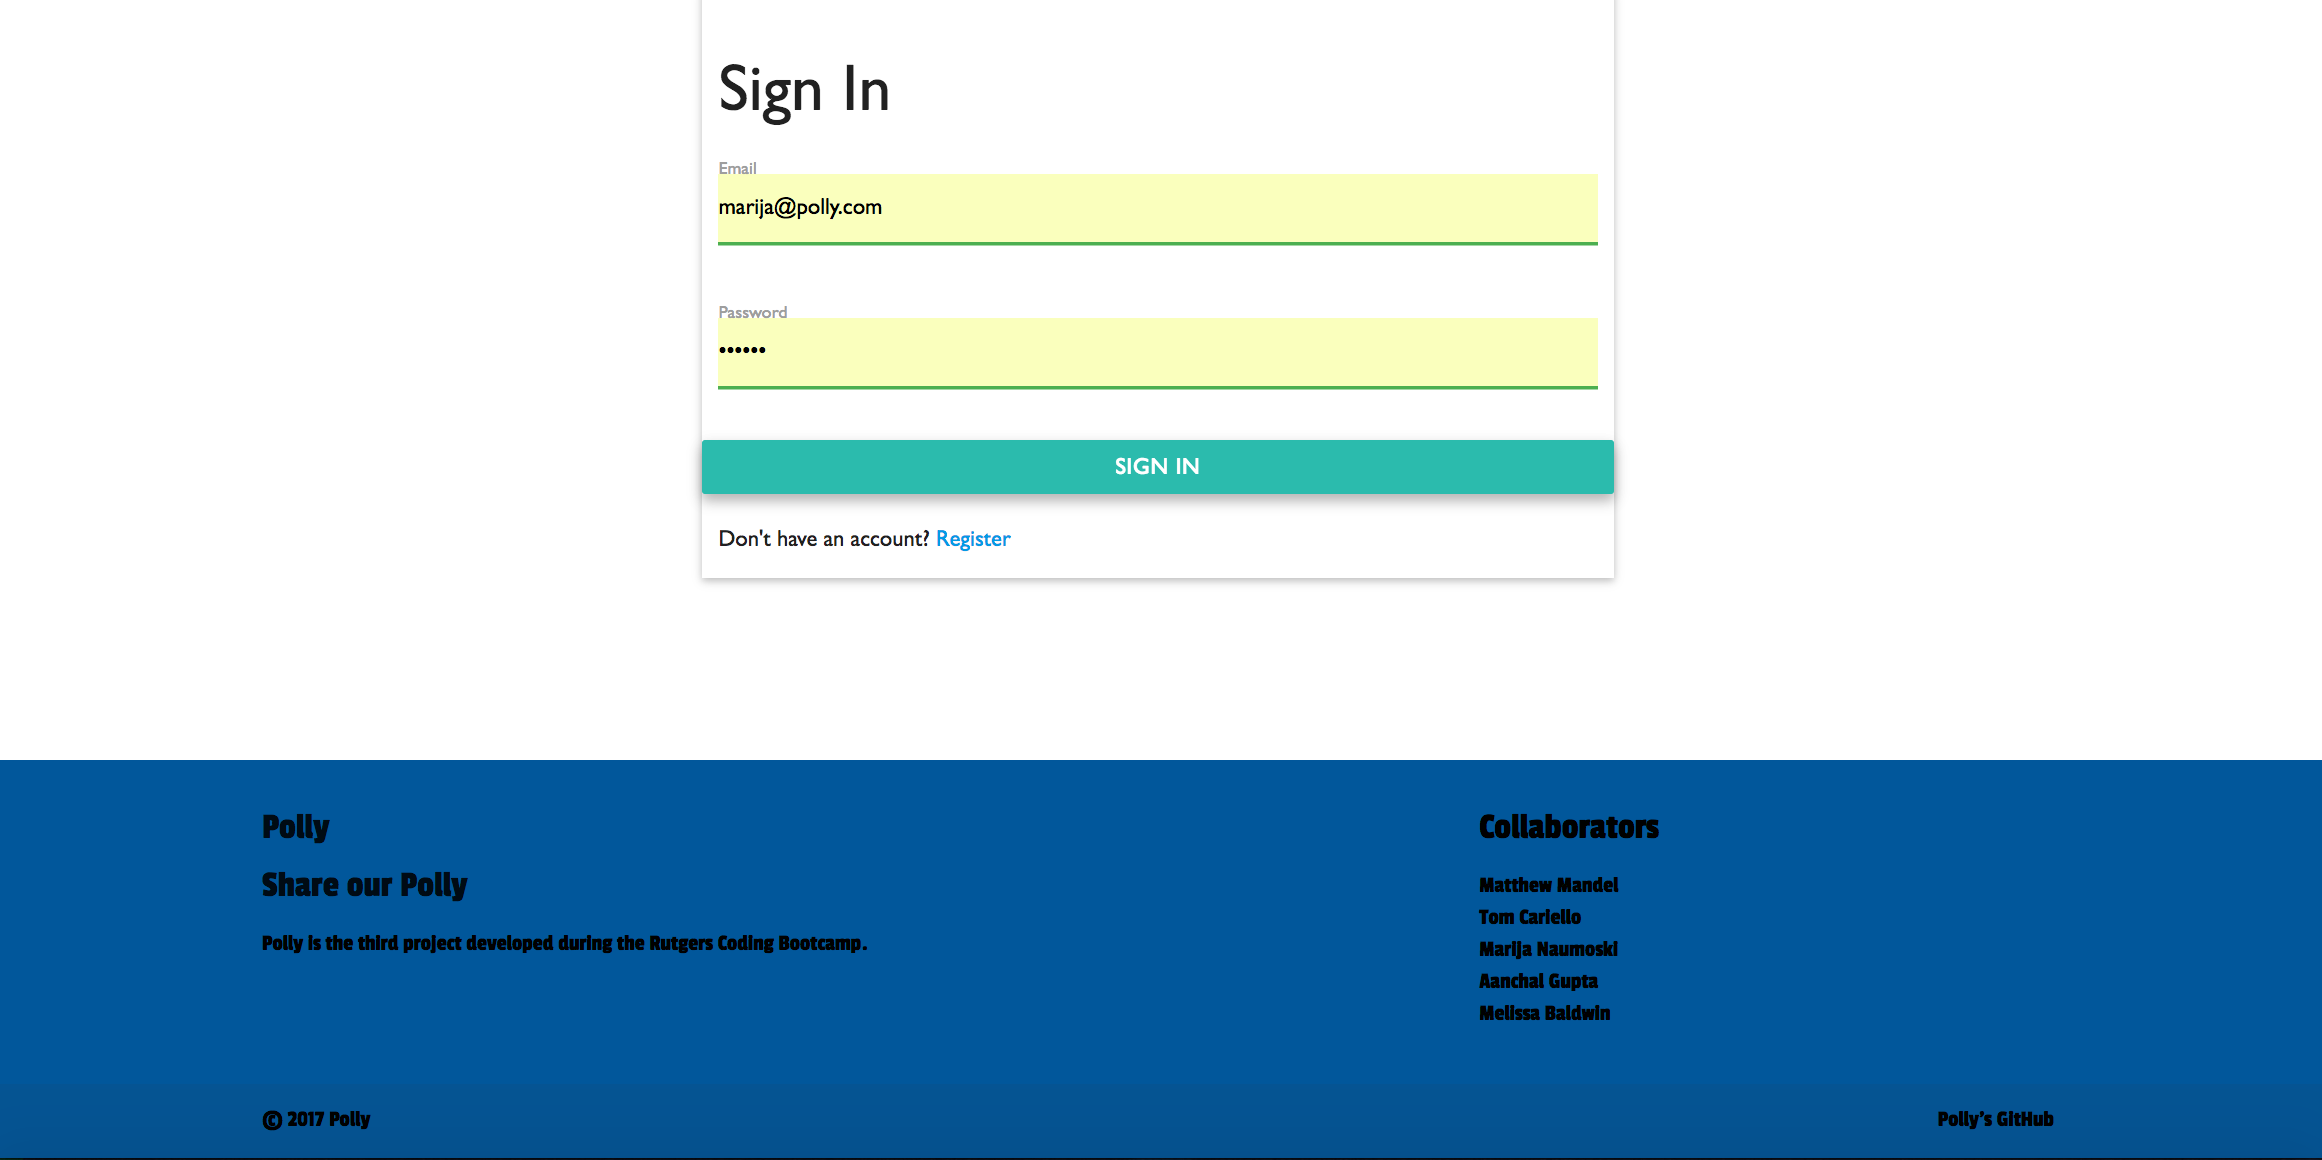 Sign In
Email
marija@polly.com
Password
••••••
SIGN IN
Don't have an account? Register
Polly
Share our Polly
Polly is the third project developed during the Rutgers Coding Bootcamp.
Collaborators
Matthew Mandel
Tom Cariello
Marija Naumoski
Aanchal Gupta
Melissa Baldwin
© 2017 Polly
Polly's GitHub